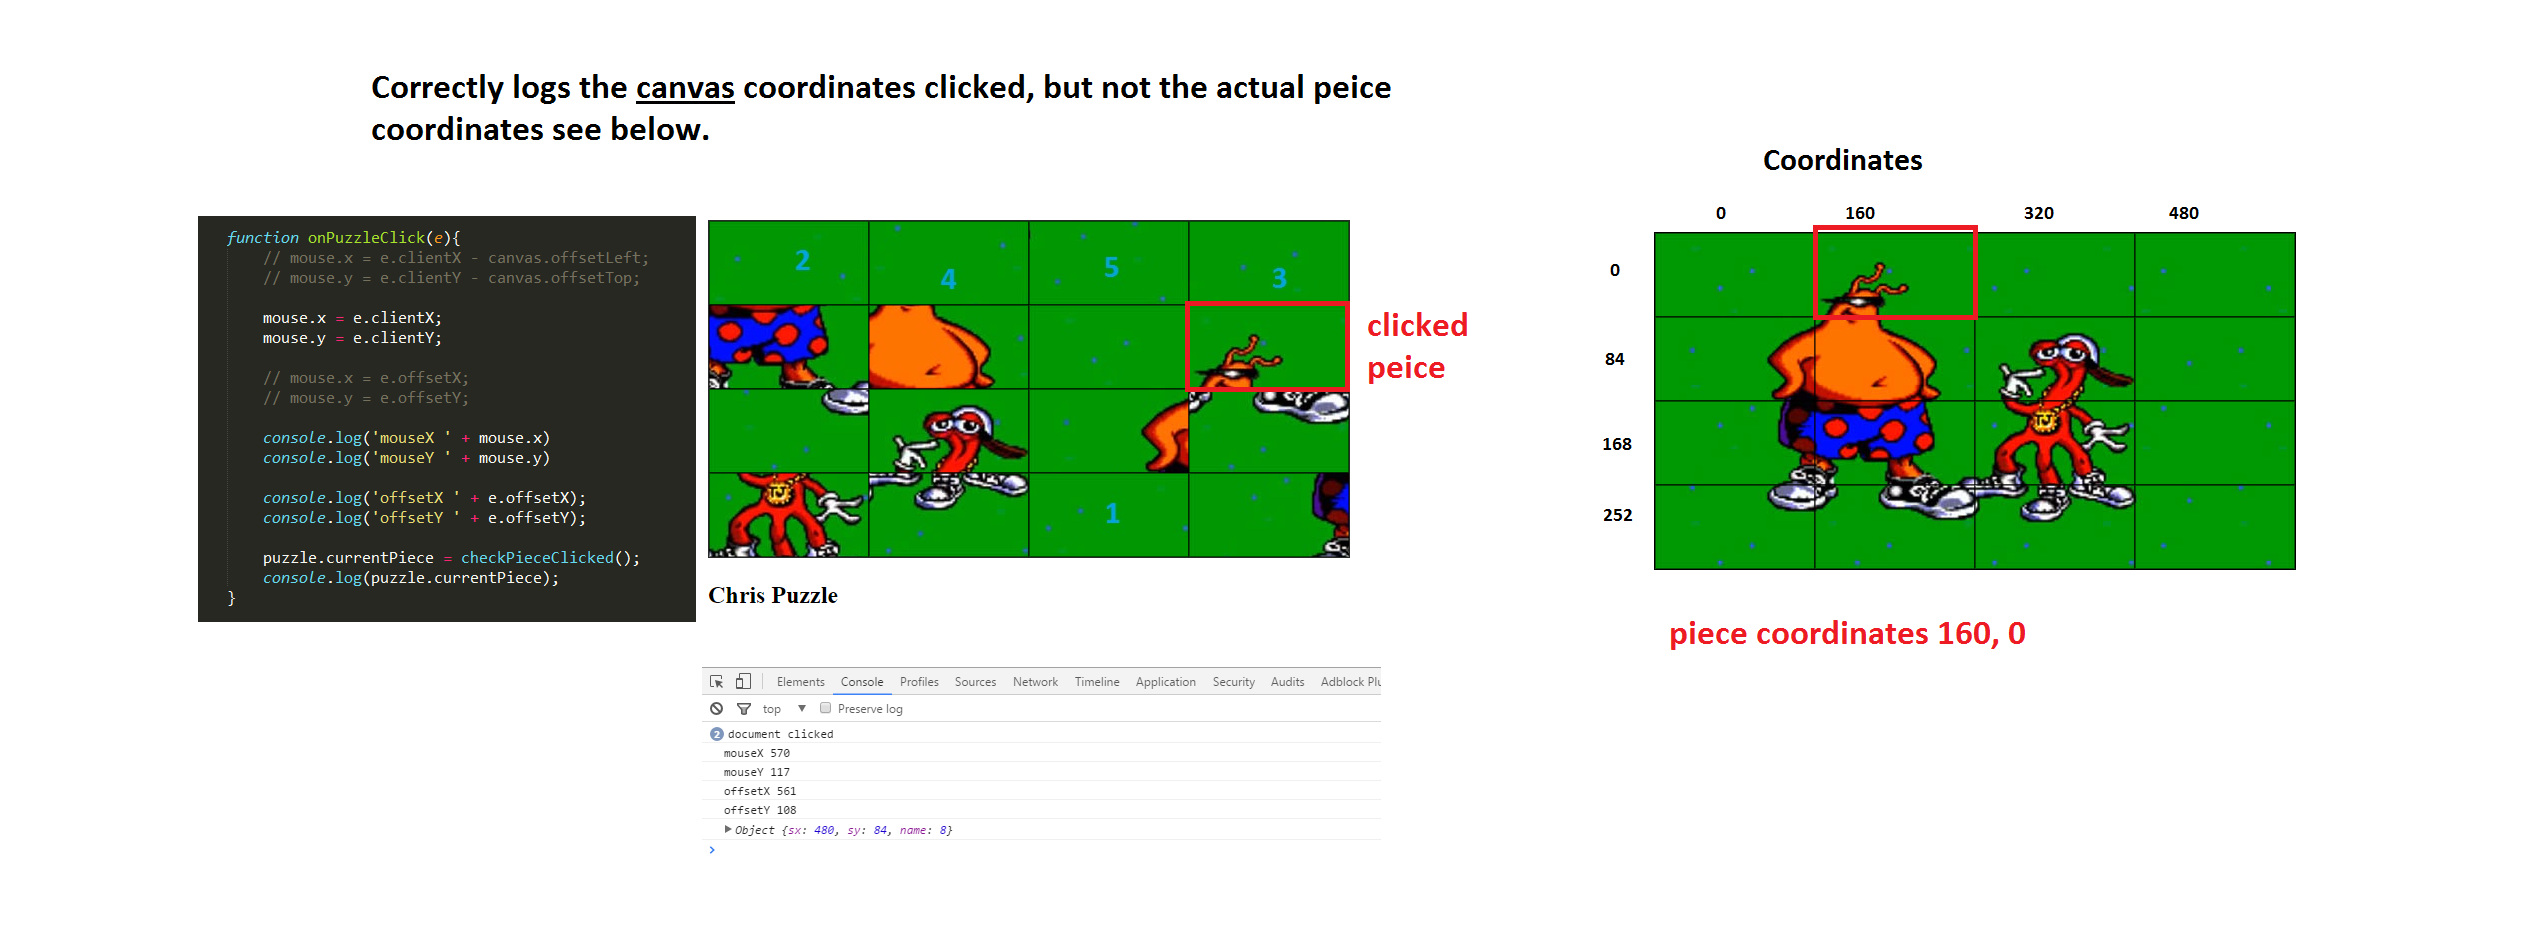 Correctly logs the canvas coordinates clicked, but not the actual peice
coordinates see below.
Coordinates
0 160 320 480
0
84
168
252
function onPuzzleClick(e){
// mouse.x = e.clientX - canvas.offsetLeft;
// mouse.y = e.clientY - canvas.offsetTop;
mouse.x = e.clientX;
mouse.y = e.clientY;
// mouse.x = e.offsetX;
// mouse.y = e.offsetY;
console.log('mouseX ' + mouse.x)
console.log('mouseY ' + mouse.y)
console.log('offsetX ' + e.offsetX);
console.log('offsetY ' + e.offsetY);
puzzle.currentPiece = checkPieceClicked();
console.log(puzzle.currentPiece);
}
2 4 5 3
1
clicked
peice
Chris Puzzle
piece coordinates 160, 0
Elements Console Profiles Sources Network Timeline Application Security Audits Adblock Plu
top ▼ Preserve log
2 document clicked
mouseX 570
mouseY 117
offsetX 561
offsetY 108
▶Object {sx: 480, sy: 84, name: 8}
>